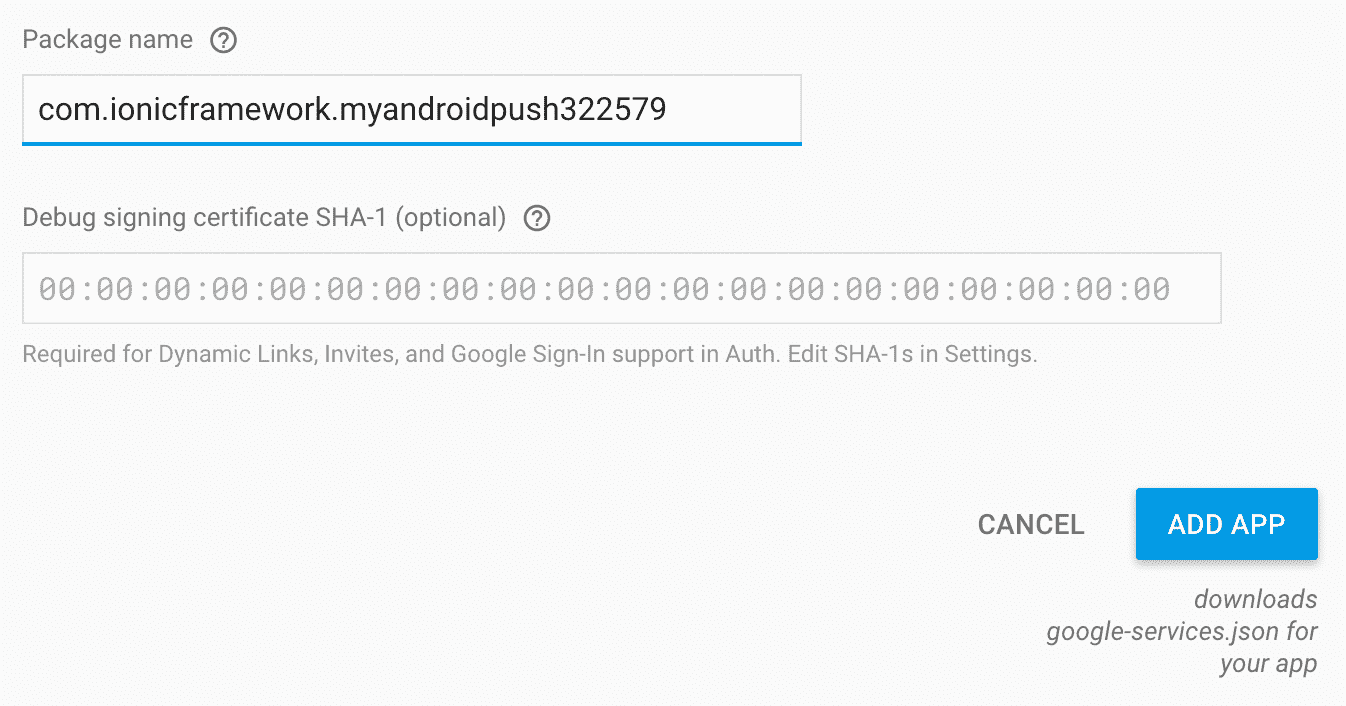 Package name ?
com.ionicframework.myandroidpush322579
Debug signing certificate SHA-1 (optional) ?
00:00:00:00:00:00:00:00:00:00:00:00:00:00:00:00:00:00:00:00
Required for Dynamic Links, Invites, and Google Sign-In support in Auth. Edit SHA-1s in Settings.
CANCEL ADD APP
downloads
google-services.json for
your app